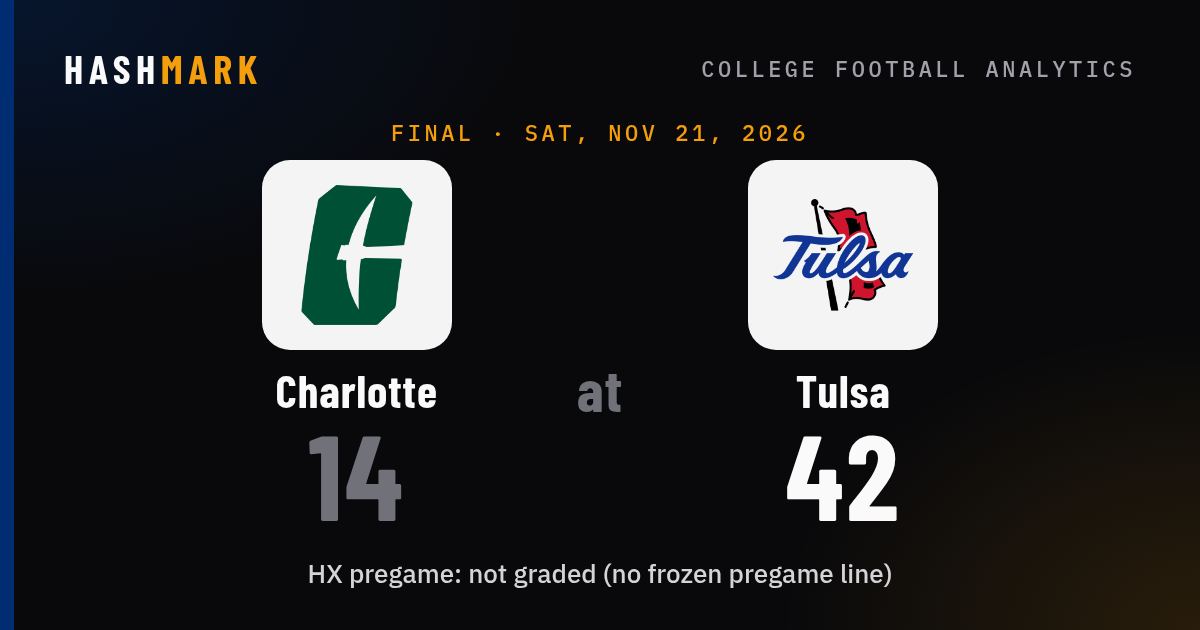 HASHMARK
COLLEGE FOOTBALL ANALYTICS
FINAL · SAT, NOV 21, 2026
Tulsa
Charlotte
at
Tulsa
14
42
HX pregame: not graded (no frozen pregame line)